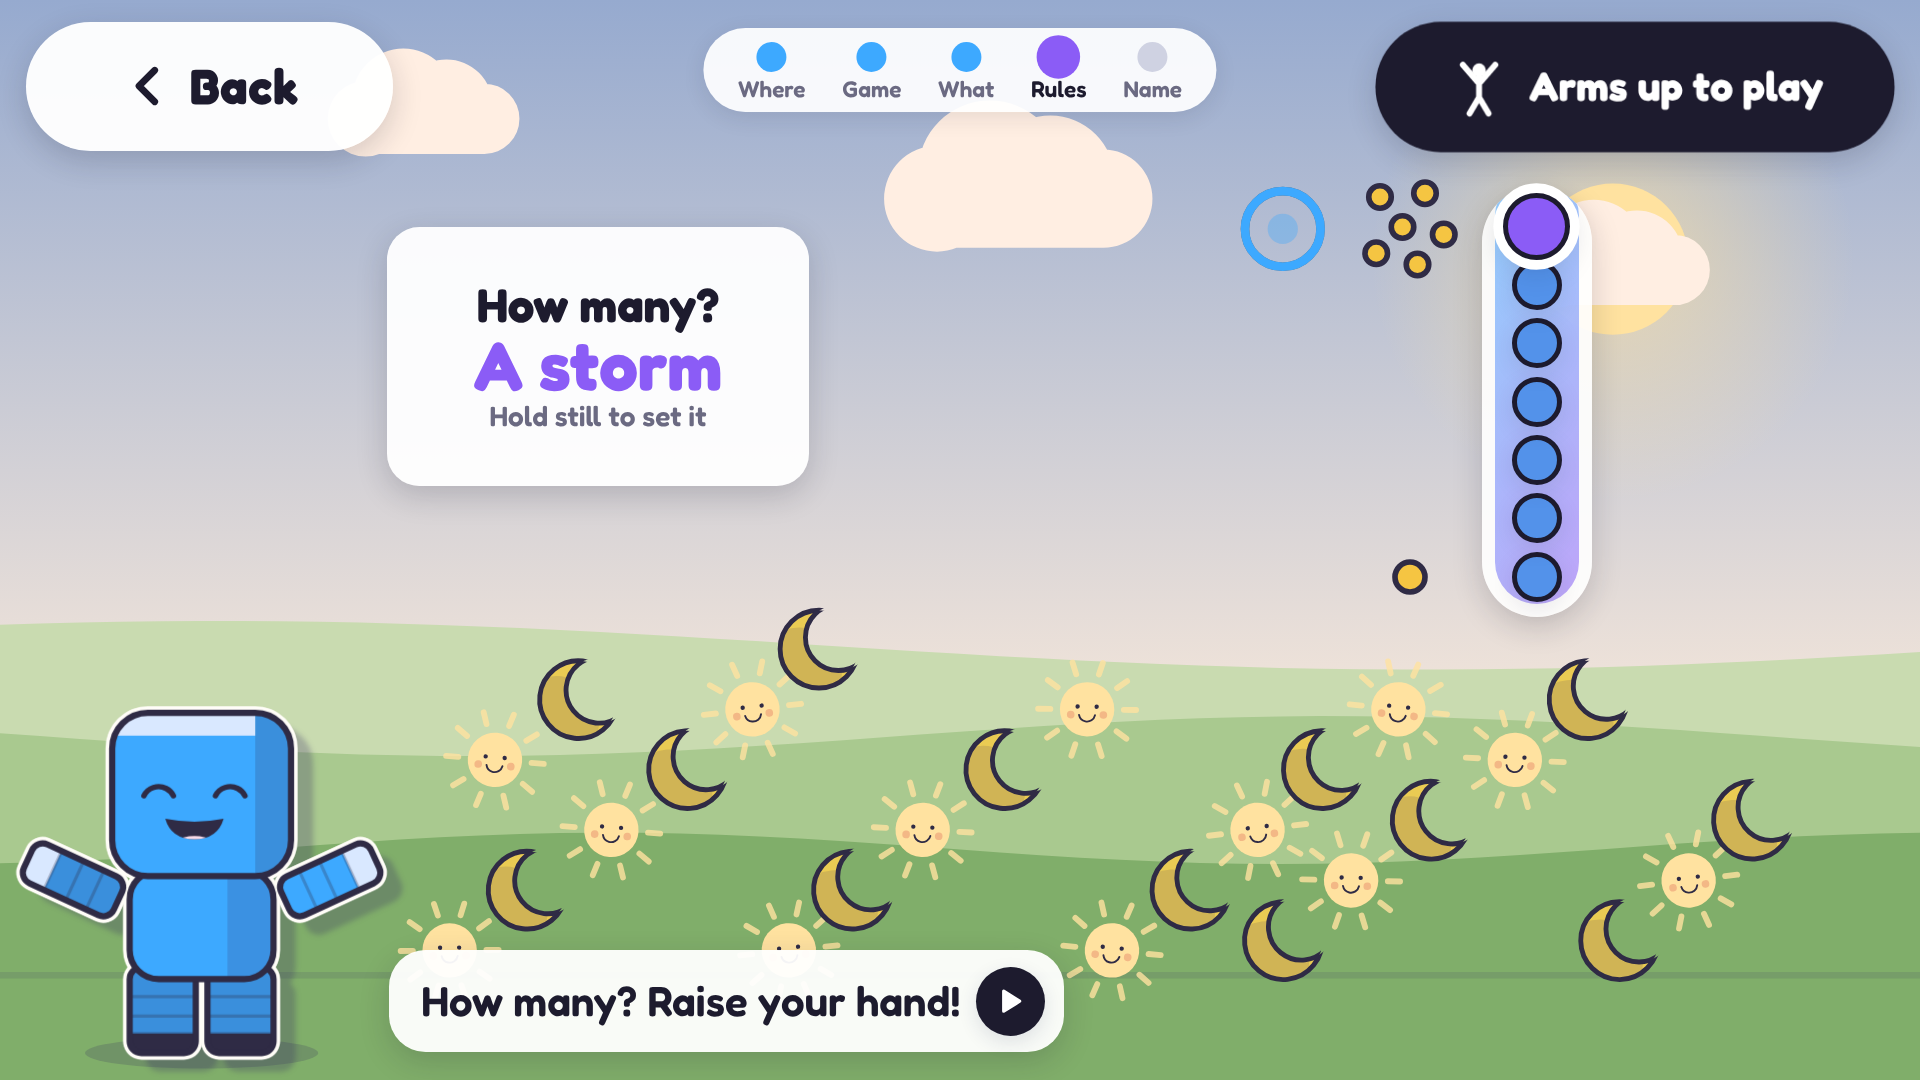 Back
Where
Game
What
Rules
Name
Arms up to play
How many?
A storm
Hold still to set it
How many? Raise your hand!